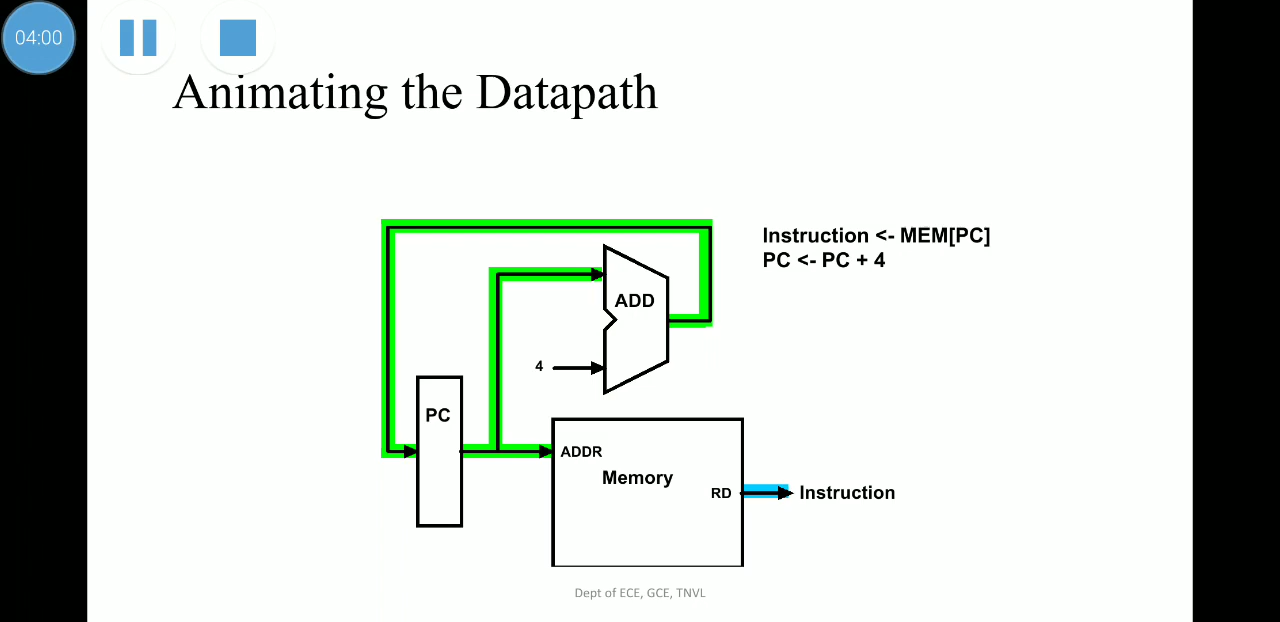 04:00
Animating the Datapath
Instruction <- MEM[PC]
PC <- PC + 4
ADD
4
PC
ADDR
Memory
RD
Instruction
Dept of ECE, GCE, TNVL